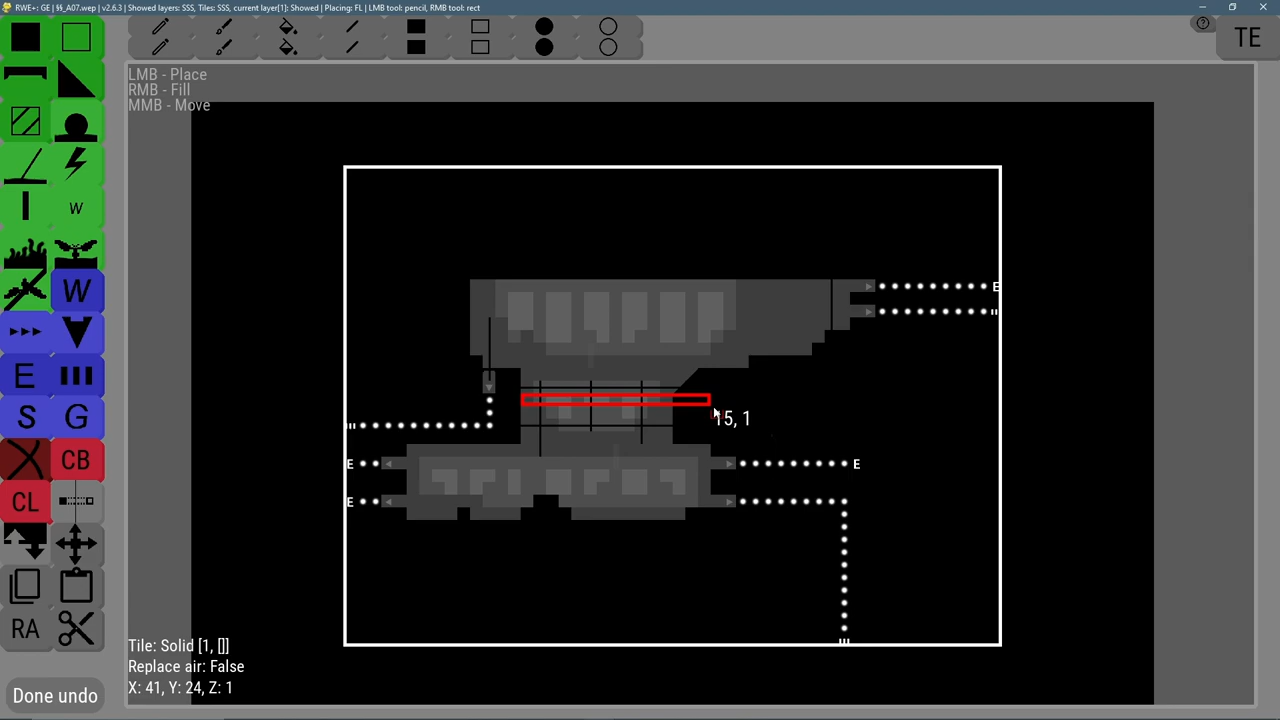 RWE+: GE | §§_A07.wep | v2.6.3 | Showed layers: SSS, Tiles: SSS, current layer[1]: Showed | Placing: FL | LMB tool: pencil, RMB tool: rect
TE
LMB - Place
RMB - Fill
MMB - Move
W
W
E
S
G
CB
CL
RA
E
E
E
E
15, 1
Tile: Solid [1, []]
Replace air: False
X: 41, Y: 24, Z: 1
Done undo